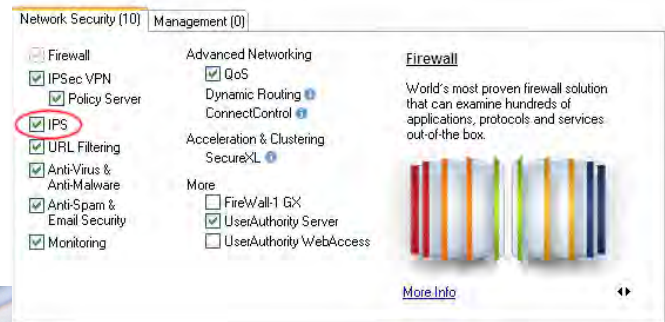 Network Security (10)
Management (0)
Firewall
IPSec VPN
Policy Server
IPS
URL Filtering
Anti-Virus &
Anti-Malware
Anti-Spam &
Email Security
Monitoring
Advanced Networking
QoS
Dynamic Routing
ConnectControl
Acceleration & Clustering
SecureXL
More
FireWall-1 GX
UserAuthority Server
UserAuthority WebAccess
Firewall
World's most proven firewall solution
that can examine hundreds of
applications, protocols and services
out-of-the box.
More Info